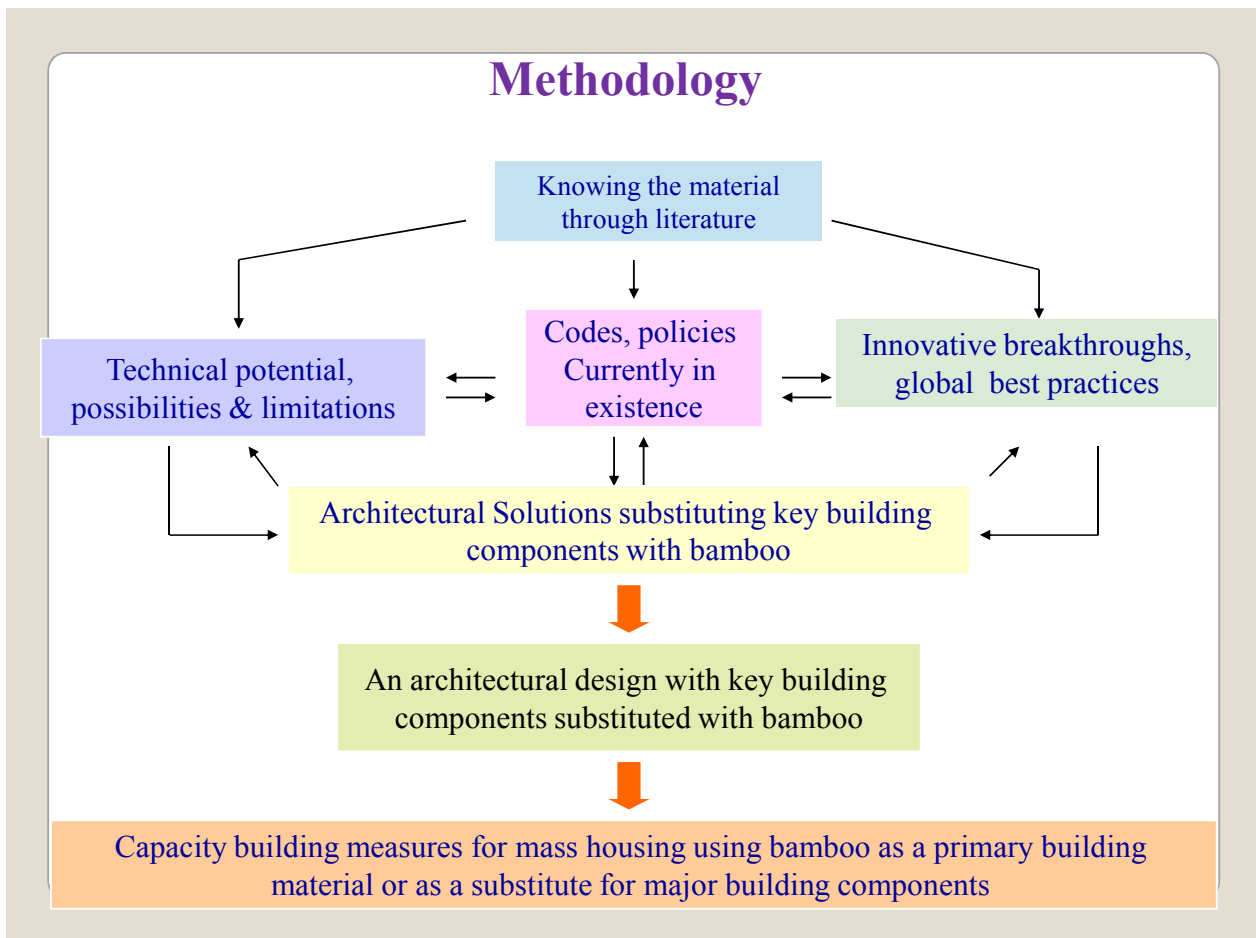 Methodology
Knowing the material
through literature
Technical potential,
possibilities & limitations
Codes, policies
Currently in
existence
Innovative breakthroughs,
global best practices
Architectural Solutions substituting key building
components with bamboo
An architectural design with key building
components substituted with bamboo
Capacity building measures for mass housing using bamboo as a primary building
material or as a substitute for major building components